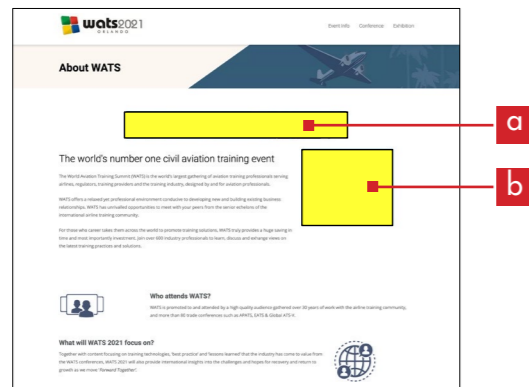 wats2021
ORLANDO
Event Info Conference Exhibition
About WATS
a
The world's number one civil aviation training event
b
The World Aviation Training Summit (WATS) is the world's largest gathering of aviation training professionals serving
airlines, regulators, training providers and the training industry, designed by and for aviation professionals.
WATS offers a relaxed yet professional environment conducive to developing new and building existing business
relationships. WATS has unrivalled opportunities to meet with your peers from the senior echelons of the
international airline training community.
For those who career takes them across the world to promote training solutions, WATS truly provides a huge saving in
time and most importantly investment. Join over 600 industry professionals to learn, discuss and exhange views on
the latest training practices and solutions.
Who attends WATS?
WATS is promoted to and attended by a high quality audience gathered over 30 years of work with the airline training community,
and more than 80 trade conferences such as APATS, EATS & Global ATS-V.
What will WATS 2021 focus on?
Together with content focusing on training technologies, 'best practice' and 'lessons learned' that the industry has come to value from
the WATS conferences, WATS 2021 will also provide international insights into the challenges and hopes for recovery and return to
growth as we move 'Forward Together'.